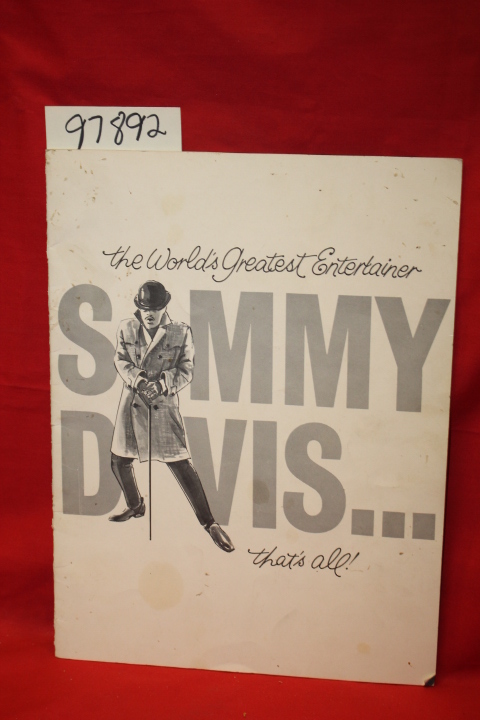 97892
the World's Greatest Entertainer
SAMMY
DAVIS...
that's all!